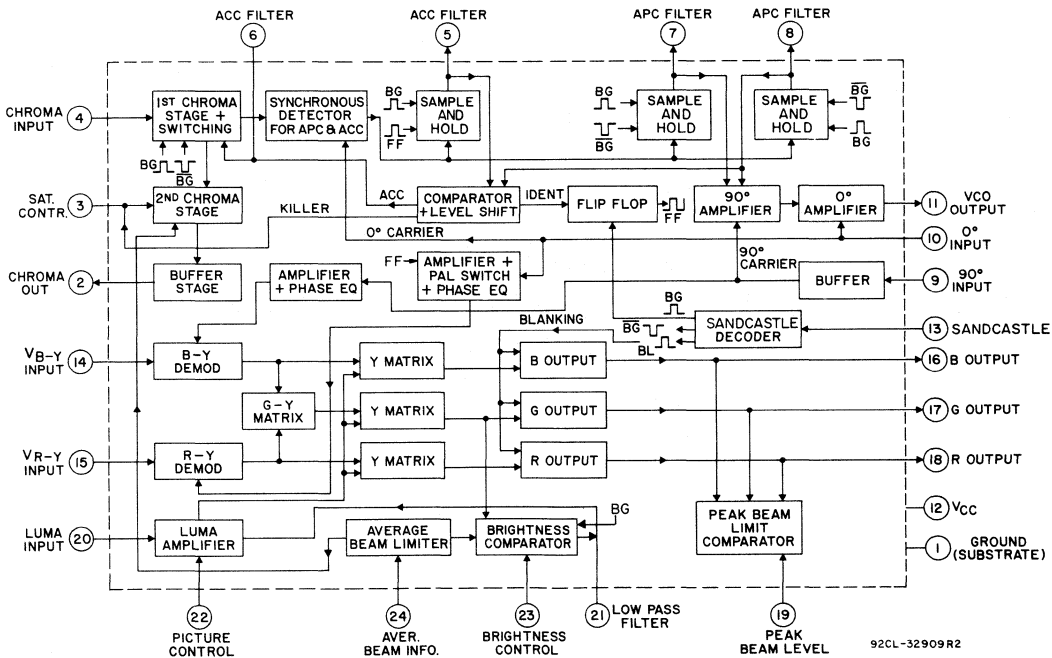 ACC FILTER
6
ACC FILTER
5
APC FILTER
7
APC FILTER
8
CHROMA
INPUT
4
1ST CHROMA
STAGE +
SWITCHING
SYNCHRONOUS
DETECTOR
FOR APC & ACC
BG
FF
SAMPLE
AND
HOLD
BG
B̅G̅
SAMPLE
AND
HOLD
SAMPLE
AND
HOLD
B̅G̅
BG
BG
B̅G̅
SAT.
CONTR.
3
2ND CHROMA
STAGE
KILLER
ACC
COMPARATOR
+ LEVEL SHIFT
IDENT
FLIP FLOP
FF
90°
AMPLIFIER
0° AMPLIFIER
11
VCO
OUTPUT
0° CARRIER
10
0°
INPUT
CHROMA
OUT
2
BUFFER
STAGE
AMPLIFIER
+ PHASE EQ
FF
AMPLIFIER +
PAL SWITCH
+ PHASE EQ
90°
CARRIER
BUFFER
9
90°
INPUT
BG
BLANKING
B̅G̅
BL
SANDCASTLE
DECODER
13
SANDCASTLE
VB-Y
INPUT
14
B-Y
DEMOD
Y MATRIX
B OUTPUT
16
B OUTPUT
G-Y
MATRIX
Y MATRIX
G OUTPUT
17
G OUTPUT
VR-Y
INPUT
15
R-Y
DEMOD
Y MATRIX
R OUTPUT
18
R OUTPUT
12
VCC
LUMA
INPUT
20
LUMA
AMPLIFIER
AVERAGE
BEAM LIMITER
BRIGHTNESS
COMPARATOR
BG
PEAK BEAM
LIMIT
COMPARATOR
1
GROUND
(SUBSTRATE)
22
PICTURE
CONTROL
24
AVER.
BEAM INFO.
23
BRIGHTNESS
CONTROL
21
LOW PASS
FILTER
19
PEAK
BEAM LEVEL
92CL-32909R2